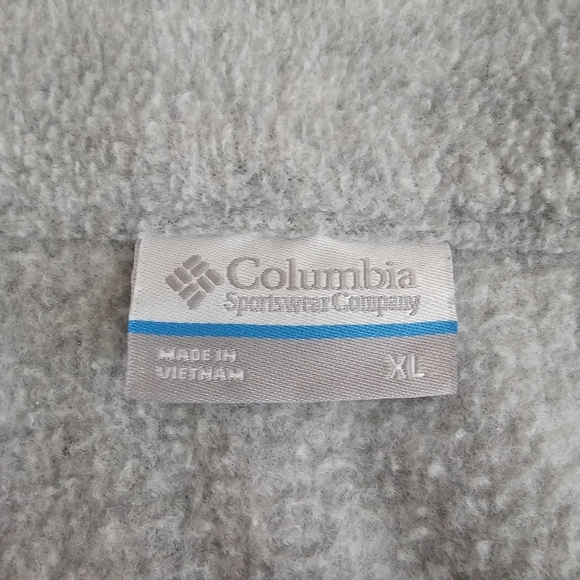 Columbia
Sportswear Company
MADE IN
VIETNAM
XL